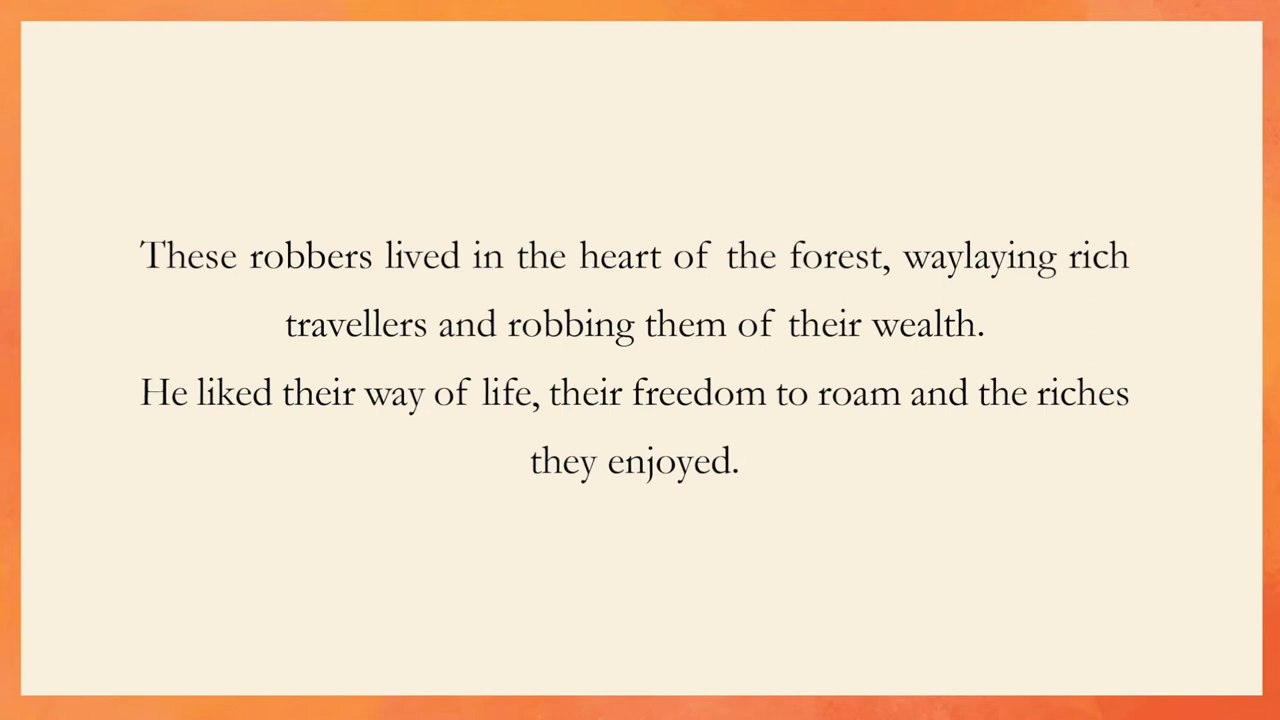 These robbers lived in the heart of the forest, waylaying rich
travellers and robbing them of their wealth.
He liked their way of life, their freedom to roam and the riches
they enjoyed.